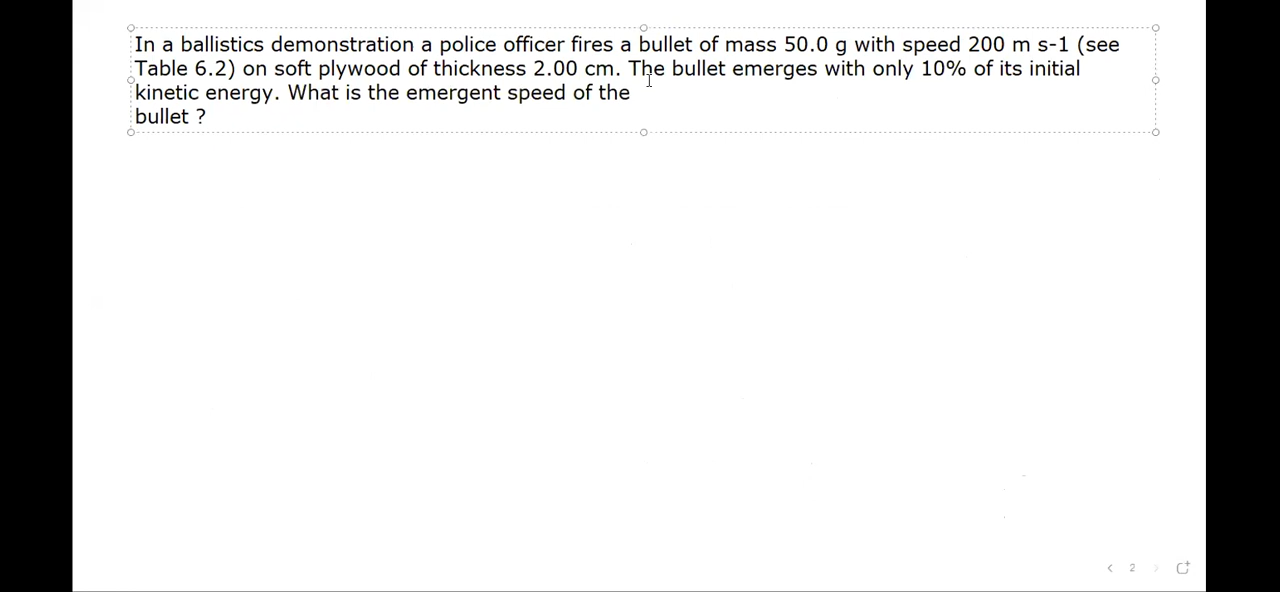 In a ballistics demonstration a police officer fires a bullet of mass 50.0 g with speed 200 m s-1 (see
Table 6.2) on soft plywood of thickness 2.00 cm. The bullet emerges with only 10% of its initial
kinetic energy. What is the emergent speed of the
bullet ?
2